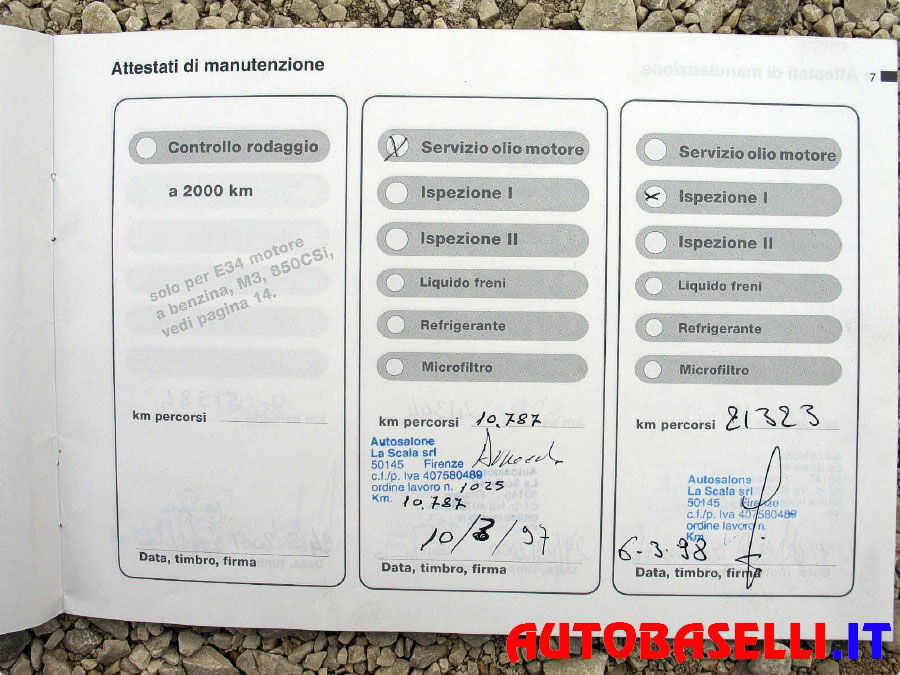 Attestati di manutenzione
7
Controllo rodaggio
a 2000 km
solo per E34 motore
a benzina, M3, 850CSi,
vedi pagina 14.
km percorsi
Data, timbro, firma
Servizio olio motore
Ispezione I
Ispezione II
Liquido freni
Refrigerante
Microfiltro
km percorsi 10.787
Autosalone
La Scala srl
50145 Firenze
c.f./p. Iva 407580489
ordine lavoro n. 1025
Km. 10.787
10/3/97
Data, timbro, firma
Servizio olio motore
Ispezione I
Ispezione II
Liquido freni
Refrigerante
Microfiltro
km percorsi 21323
Autosalone
La Scala srl
50145 Firenze
c.f./p. Iva 407580489
ordine lavoro n.
Km
6-3-98
Data, timbro, firma
AUTOBASELLI.IT